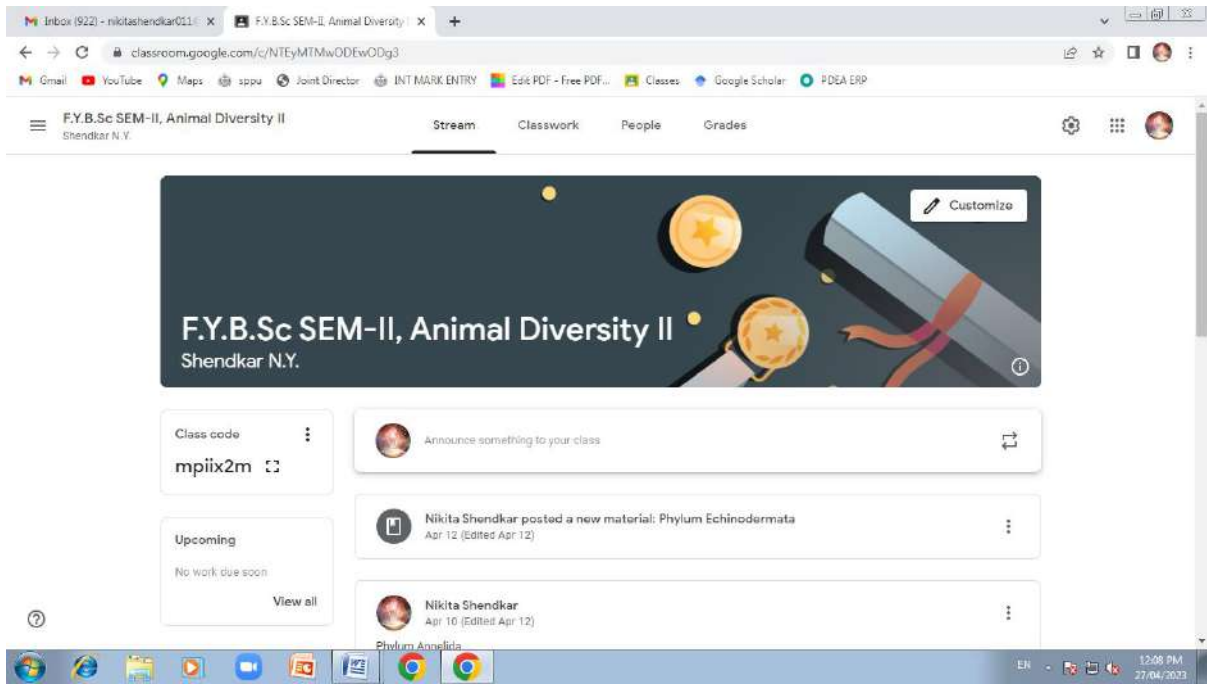 Inbox (922) - nikitashendkar011
F.Y.B.Sc SEM-II, Animal Diversity
classroom.google.com/c/NTEyMTMwODEwODg3
Gmail YouTube Maps sppu Joint Director INT MARK ENTRY Edit PDF - Free PDF... Classes Google Scholar PDEA ERP
F.Y.B.Sc SEM-II, Animal Diversity II
Shendkar N.Y.
Stream Classwork People Grades
Customize
F.Y.B.Sc SEM-II, Animal Diversity II
Shendkar N.Y.
Class code
mpiix2m
Announce something to your class
Nikita Shendkar posted a new material: Phylum Echinodermata
Apr 12 (Edited Apr 12)
Upcoming
No work due soon
View all
Nikita Shendkar
Apr 10 (Edited Apr 12)
Phylum Annelida
EN
12:08 PM
27/04/2023